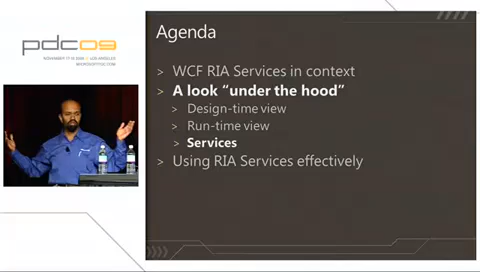 pdc09
NOVEMBER 17-19 2009 | LOS ANGELES
MICROSOFTPDC.COM
Agenda
> WCF RIA Services in context
> A look “under the hood”
> Design-time view
> Run-time view
> Services
> Using RIA Services effectively